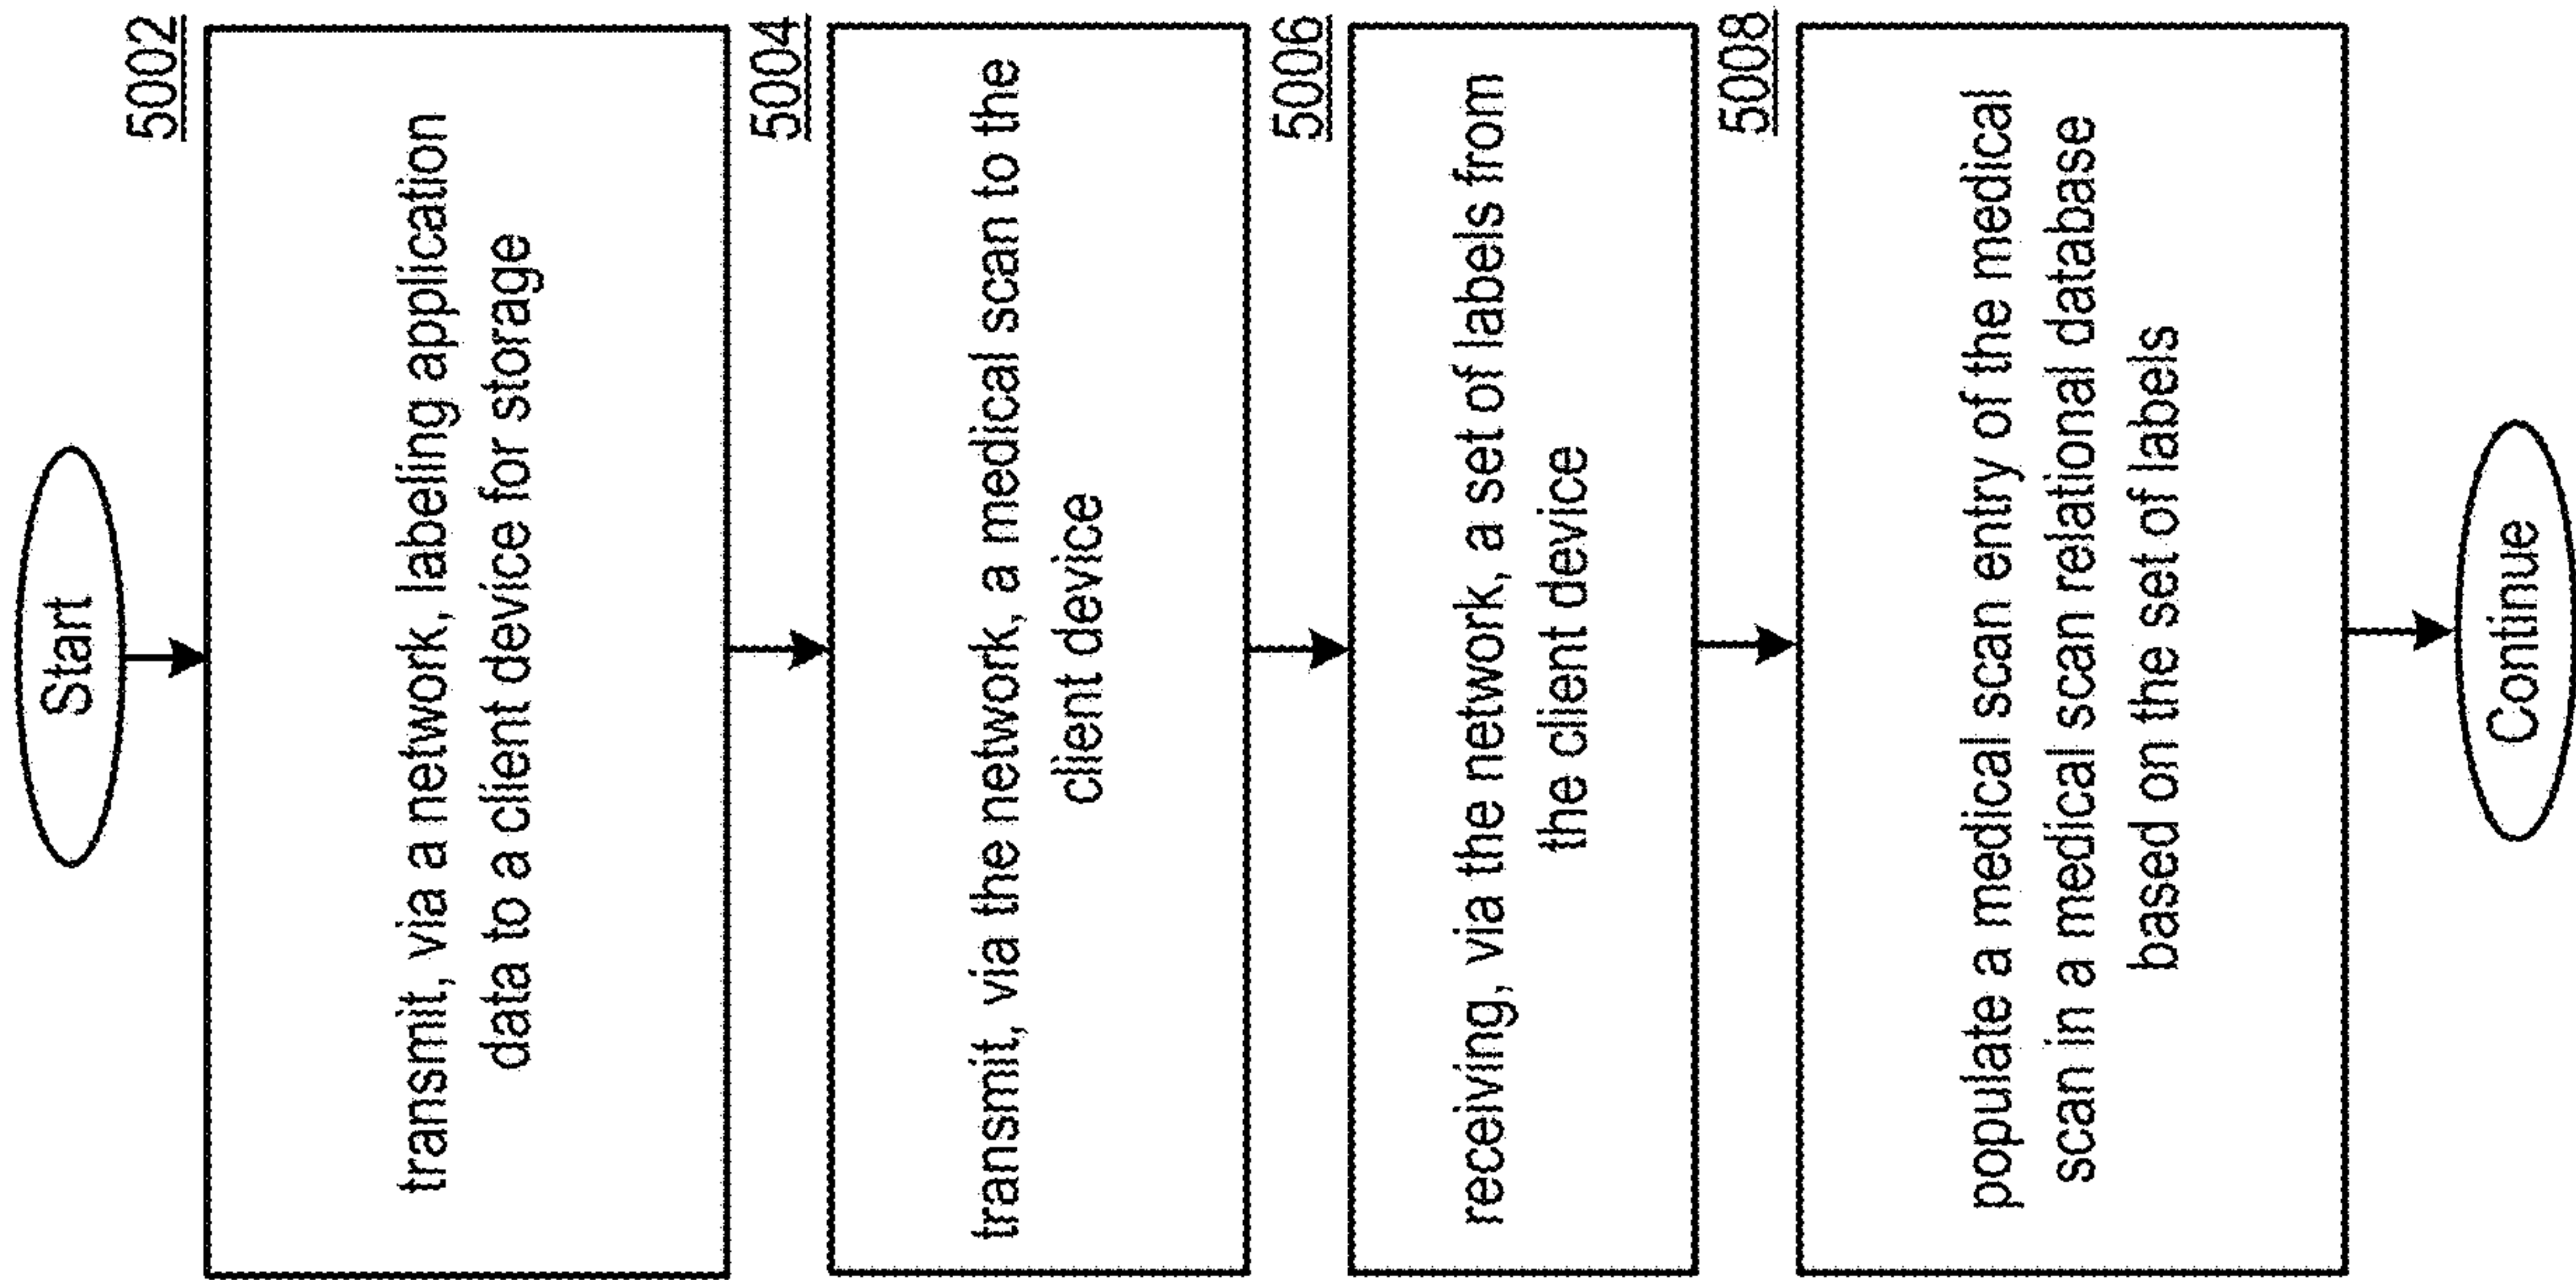 Start
5002
transmit, via a network, labeling application
data to a client device for storage
5004
transmit, via the network, a medical scan to the
client device
5006
receiving, via the network, a set of labels from
the client device
5008
populate a medical scan entry of the medical
scan in a medical scan relational database
based on the set of labels
Continue